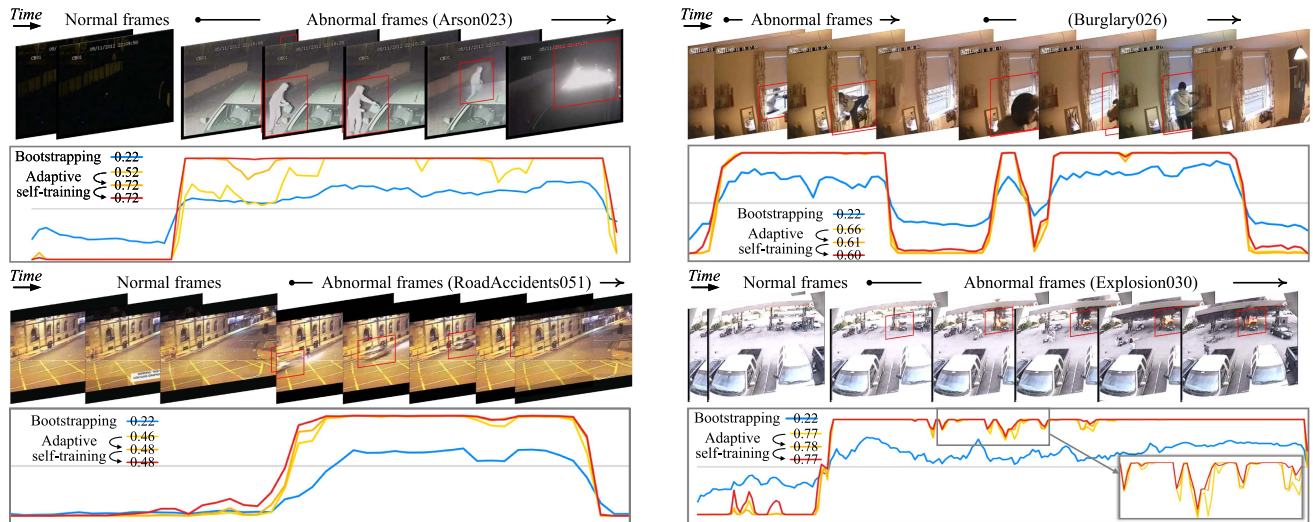 Time Normal frames Abnormal frames (Arson023)
Bootstrapping 0.22
0.52
Adaptive 0.72
self-training 0.72
Time Abnormal frames (Burglary026)
Bootstrapping 0.22
Adaptive 0.66
self-training 0.61
0.60
Time Normal frames Abnormal frames (RoadAccidents051)
Bootstrapping 0.22
Adaptive 0.46
self-training 0.48
0.48
Time Normal frames Abnormal frames (Explosion030)
Bootstrapping 0.22
Adaptive 0.77
self-training 0.78
0.77